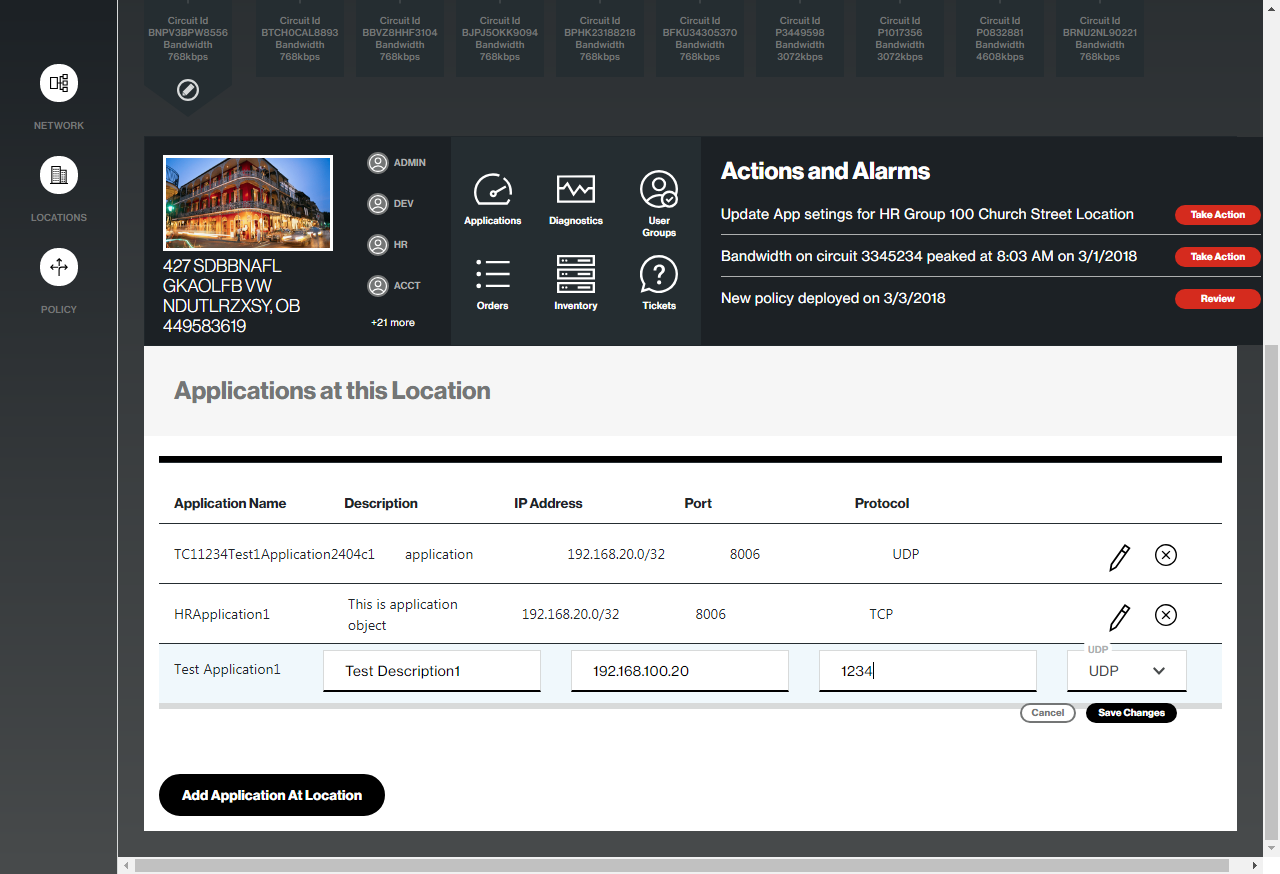 Circuit Id
BNPV3BPW8556
Bandwidth
768kbps
Circuit Id
BTCH0CAL8893
Bandwidth
768kbps
Circuit Id
BBVZ8HHF3104
Bandwidth
768kbps
Circuit Id
BJPJ5OKK9094
Bandwidth
768kbps
Circuit Id
BPHK23188218
Bandwidth
768kbps
Circuit Id
BFKU34305370
Bandwidth
768kbps
Circuit Id
P3449598
Bandwidth
3072kbps
Circuit Id
P1017356
Bandwidth
3072kbps
Circuit Id
P0832881
Bandwidth
4608kbps
Circuit Id
BRNU2NL90221
Bandwidth
768kbps
NETWORK
LOCATIONS
POLICY
427 SDBBNAFL
GKAOLFB VW
NDUTLRZXSY, OB
449583619
ADMIN
DEV
HR
ACCT
+21 more
Applications
Diagnostics
User
Groups
Orders
Inventory
Tickets
Actions and Alarms
Update App setings for HR Group 100 Church Street Location
Take Action
Bandwidth on circuit 3345234 peaked at 8:03 AM on 3/1/2018
Take Action
New policy deployed on 3/3/2018
Review
Applications at this Location
Application Name Description IP Address Port Protocol
TC11234Test1Application2404c1 application 192.168.20.0/32 8006 UDP
HRApplication1 This is application
object 192.168.20.0/32 8006 TCP
UDP
Test Application1 Test Description1 192.168.100.20 1234 UDP
Cancel Save Changes
Add Application At Location